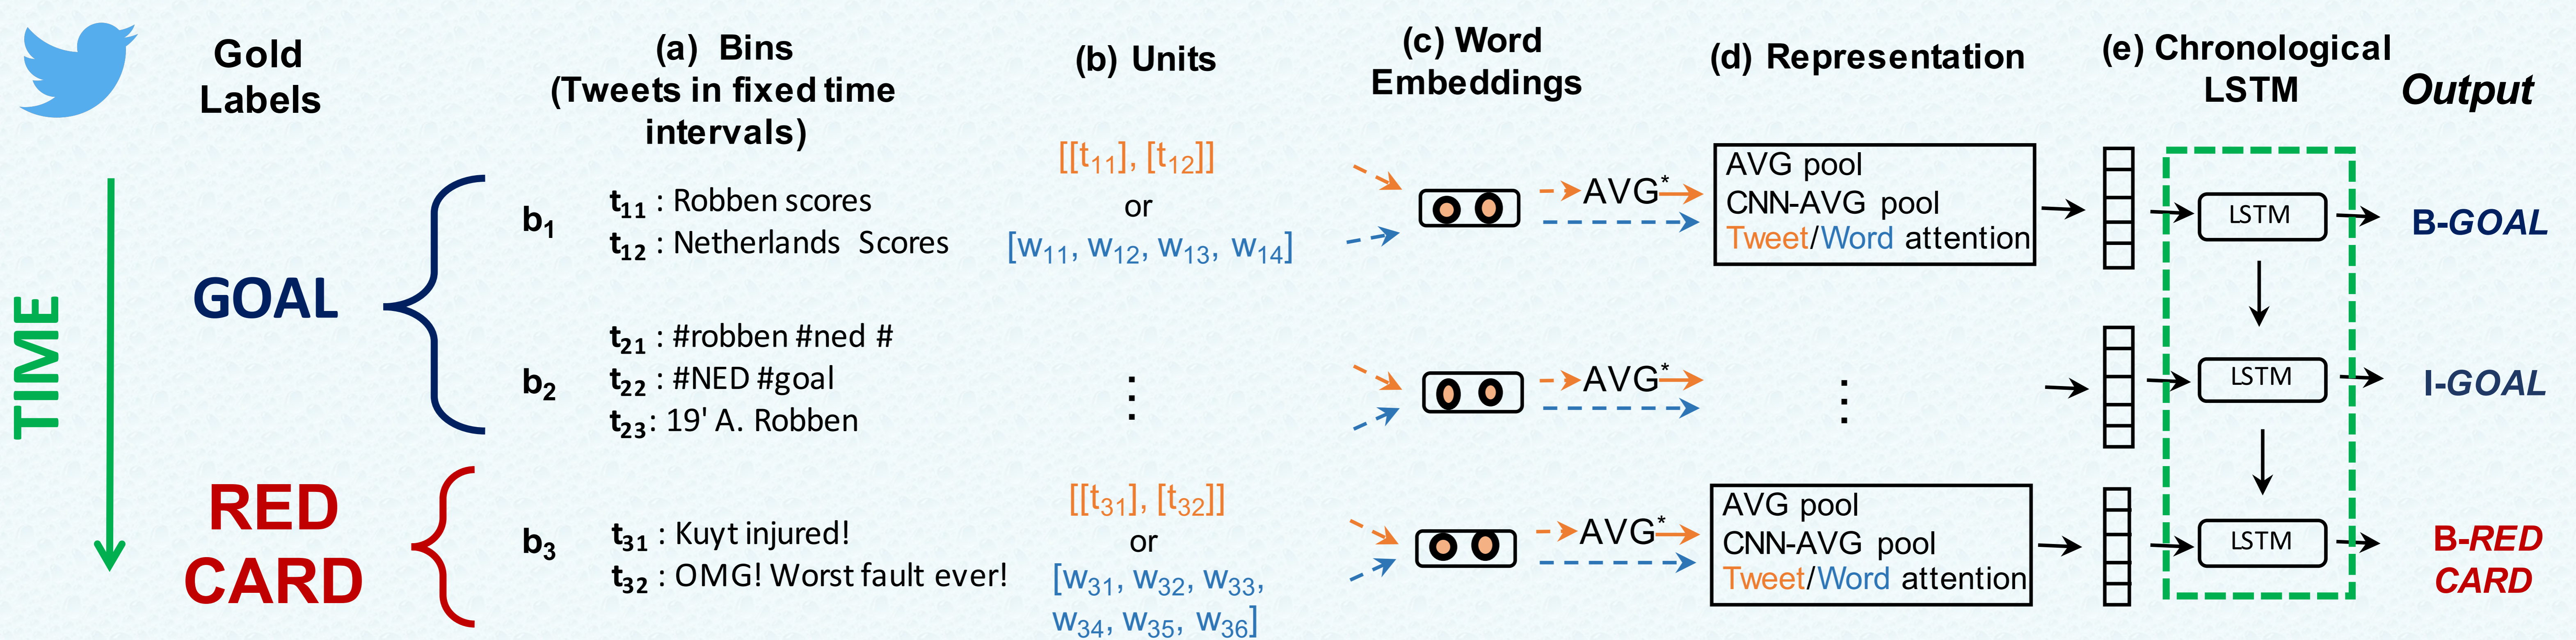 Gold
Labels
(a) Bins
(Tweets in fixed time
intervals)
(b) Units
(c) Word
Embeddings
(d) Representation
(e) Chronological
LSTM
Output
TIME
GOAL
b1
t11 : Robben scores
t12 : Netherlands Scores
[[t11], [t12]]
or
[w11, w12, w13, w14]
AVG*
AVG pool
CNN-AVG pool
Tweet/Word attention
LSTM
B-GOAL
b2
t21 : #robben #ned #
t22 : #NED #goal
t23: 19' A. Robben
⋮
AVG*
⋮
LSTM
I-GOAL
RED
CARD
b3
t31 : Kuyt injured!
t32 : OMG! Worst fault ever!
[[t31], [t32]]
or
[w31, w32, w33,
w34, w35, w36]
AVG*
AVG pool
CNN-AVG pool
Tweet/Word attention
LSTM
B-RED
CARD